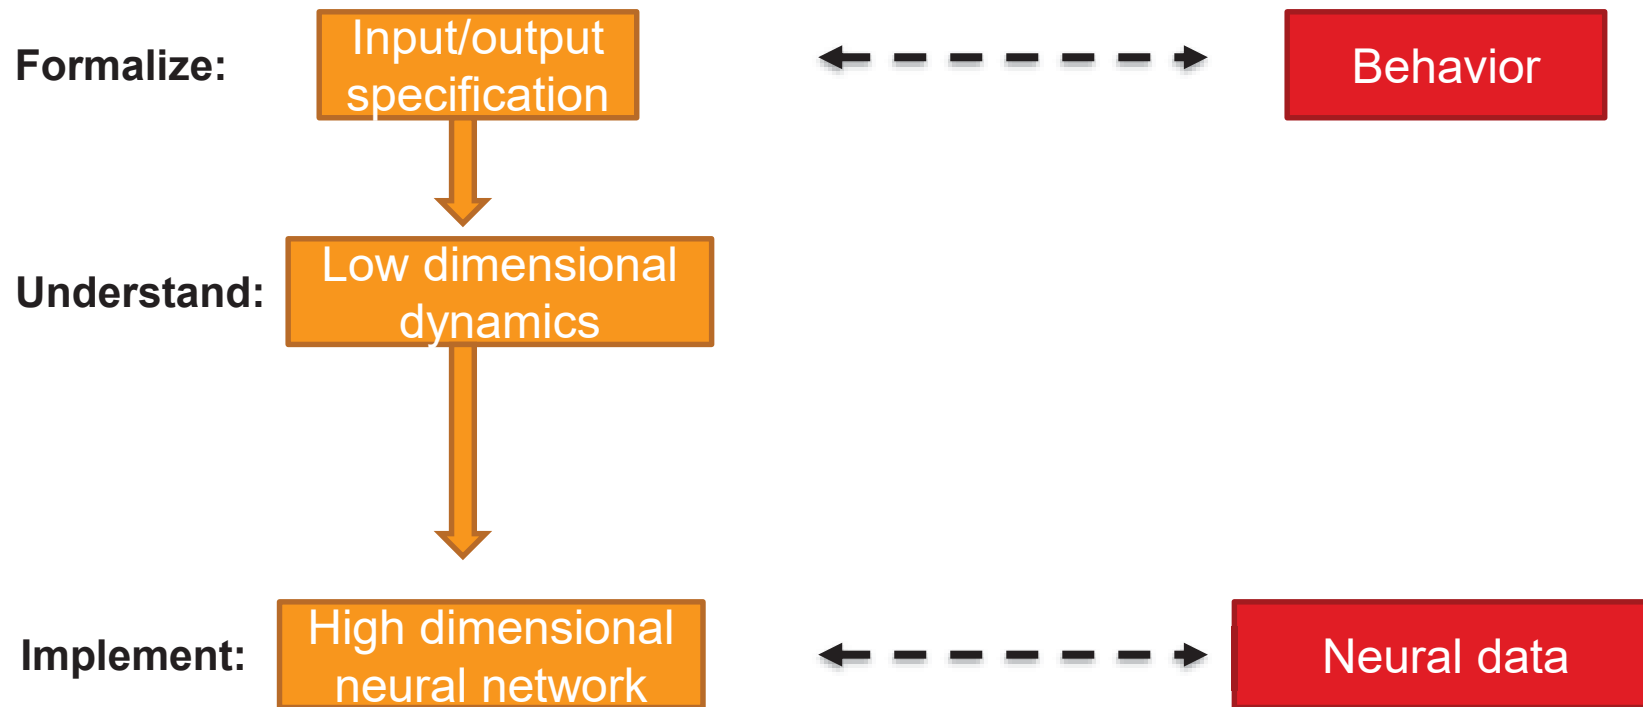 Formalize:
Input/output
specification
Behavior
Understand:
Low dimensional
dynamics
Implement:
High dimensional
neural network
Neural data